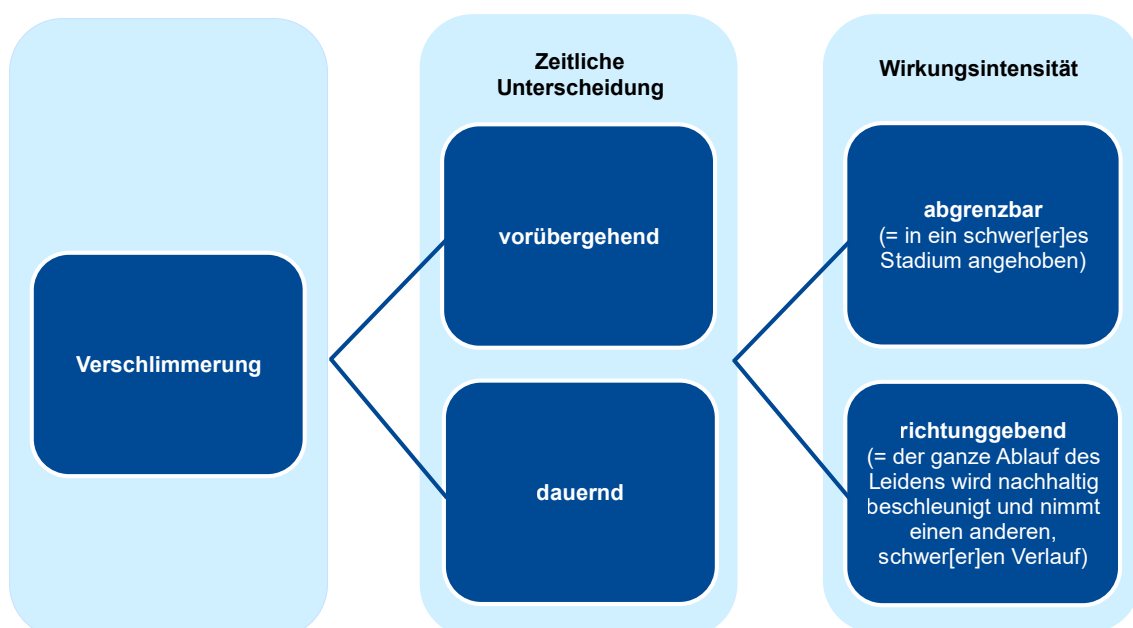 Verschlimmerung
Zeitliche
Unterscheidung
vorübergehend
dauernd
Wirkungsintensität
abgrenzbar
(= in ein schwer[er]es
Stadium angehoben)
richtunggebend
(= der ganze Ablauf des
Leidens wird nachhaltig
beschleunigt und nimmt
einen anderen,
schwer[er]en Verlauf)